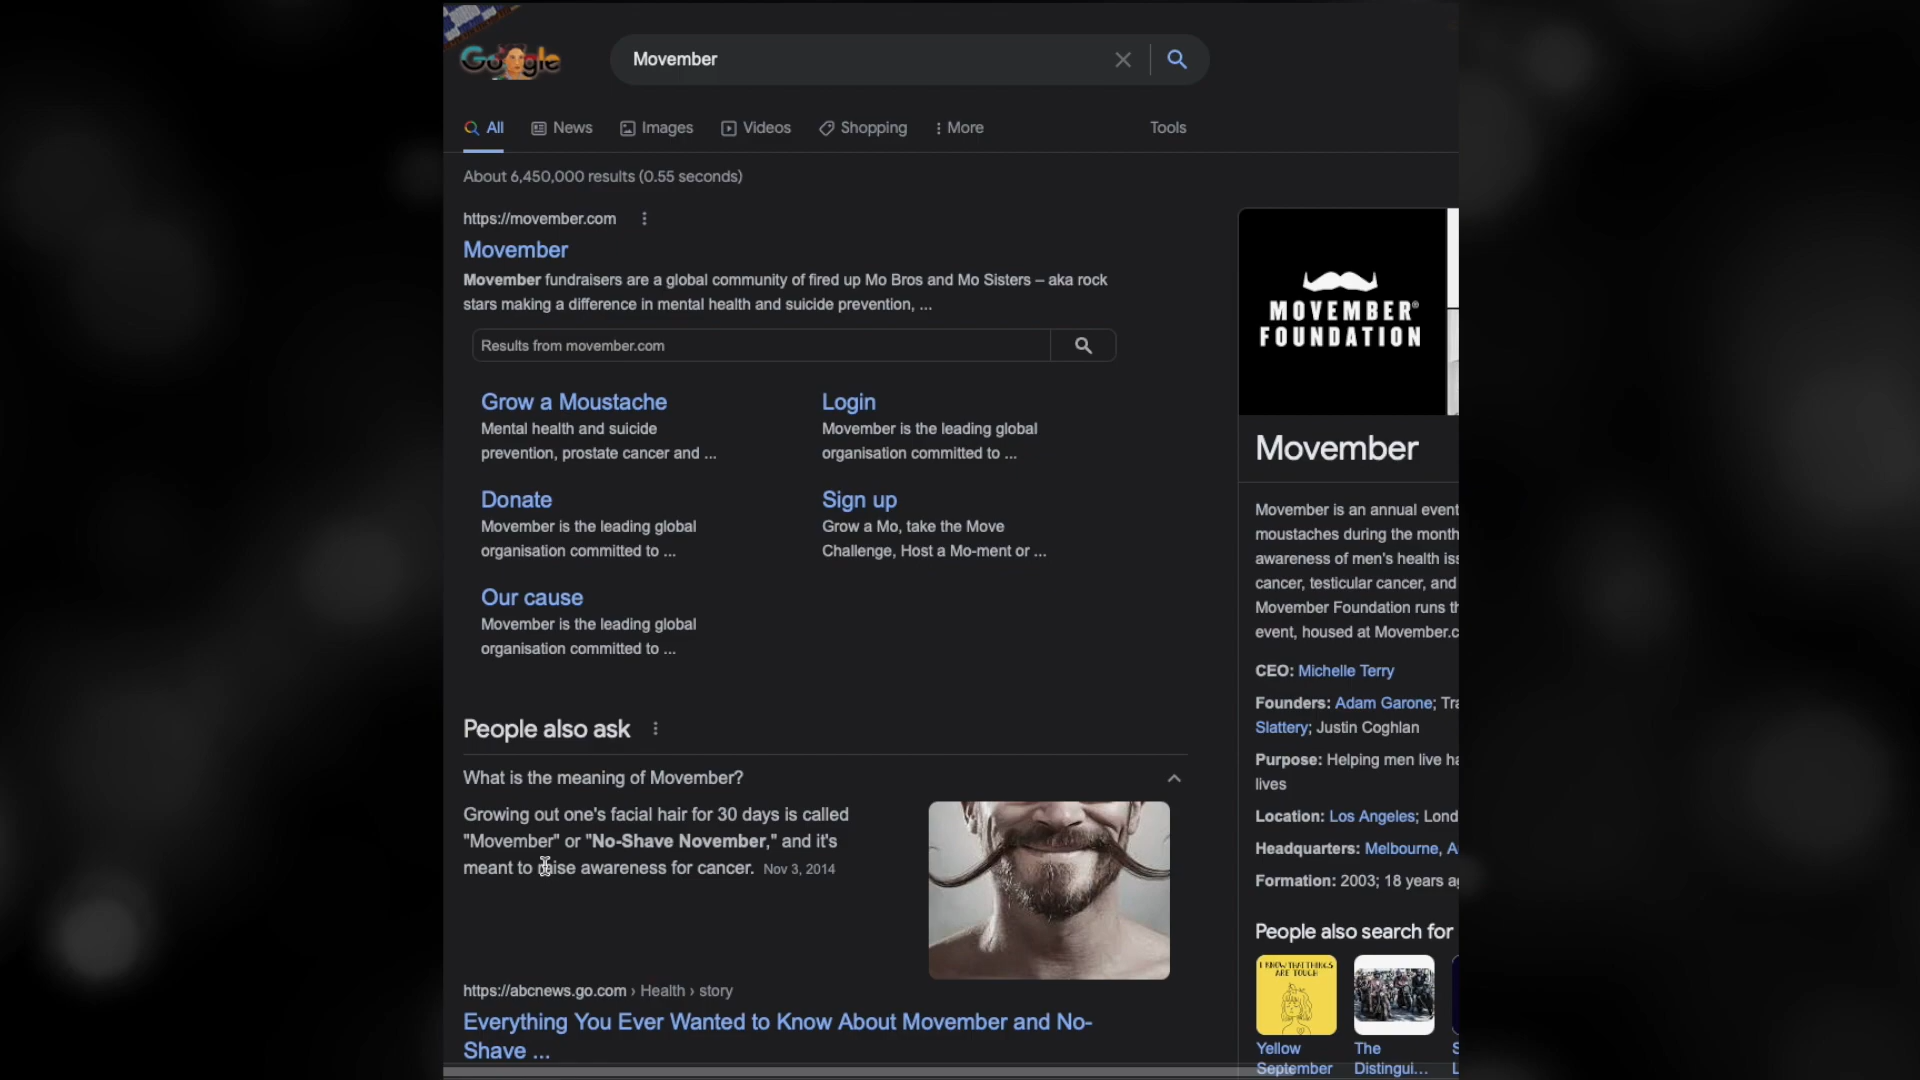 Google
Movember
All
News
Images
Videos
Shopping
More
Tools
About 6,450,000 results (0.55 seconds)
https://movember.com
Movember
Movember fundraisers are a global community of fired up Mo Bros and Mo Sisters – aka rock
stars making a difference in mental health and suicide prevention, ...
Results from movember.com
Grow a Moustache
Mental health and suicide
prevention, prostate cancer and ...
Login
Movember is the leading global
organisation committed to ...
Donate
Movember is the leading global
organisation committed to ...
Sign up
Grow a Mo, take the Move
Challenge, Host a Mo-ment or ...
Our cause
Movember is the leading global
organisation committed to ...
People also ask
What is the meaning of Movember?
Growing out one's facial hair for 30 days is called
"Movember" or "No-Shave November," and it's
meant to raise awareness for cancer. Nov 3, 2014
https://abcnews.go.com › Health › story
Everything You Ever Wanted to Know About Movember and No-
Shave ...
MOVEMBER®
FOUNDATION
Movember
Movember is an annual event
moustaches during the month
awareness of men's health
cancer, testicular cancer, and
Movember Foundation runs
event, housed at Movember.c
CEO: Michelle Terry
Founders: Adam Garone;
Slattery; Justin Coghlan
Purpose: Helping men live
lives
Location: Los Angeles;
Headquarters: Melbourne,
Formation: 2003; 18 years
People also search for
I KNOW THAT THINGS
ARE TOUGH
Yellow
September
The
Distingui...